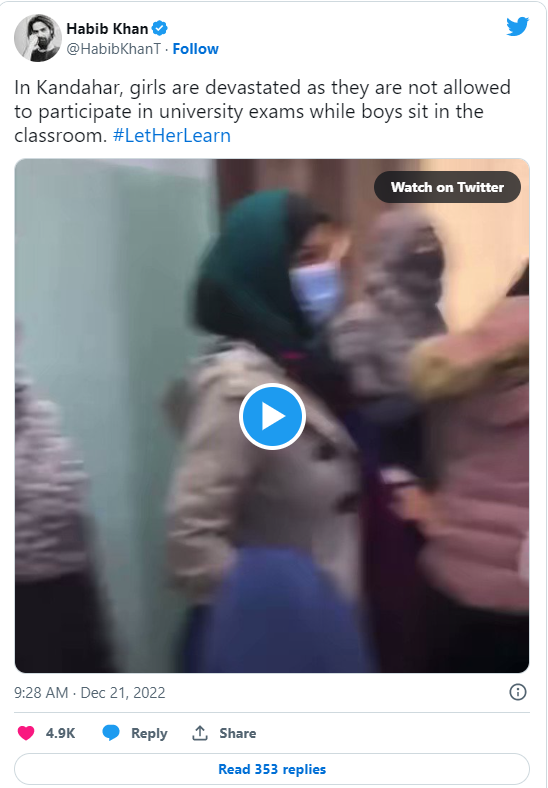 Habib Khan
@HabibKhanT · Follow
In Kandahar, girls are devastated as they are not allowed
to participate in university exams while boys sit in the
classroom. #LetHerLearn
Watch on Twitter
9:28 AM · Dec 21, 2022
4.9K Reply Share
Read 353 replies